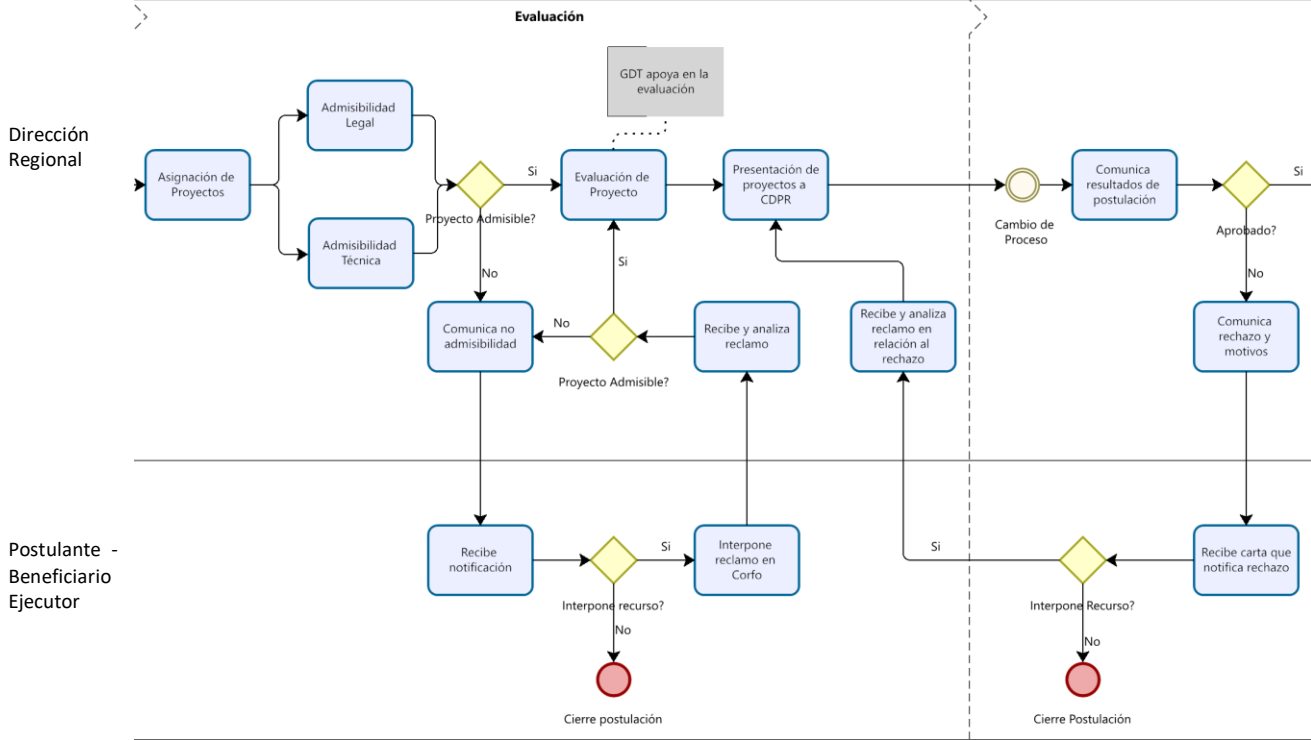 Evaluación
GDT apoya en la
evaluación
Dirección
Regional
Admisibilidad
Legal
Asignación de
Proyectos
Admisibilidad
Técnica
Proyecto Admisible?
Si
No
Evaluación de
Proyecto
Presentación de
proyectos a
CDPR
Cambio de
Proceso
Comunica
resultados de
postulación
Aprobado?
Si
No
Comunica no
admisibilidad
No
Si
Proyecto Admisible?
Recibe y analiza
reclamo
Recibe y analiza
reclamo en
relación al
rechazo
Comunica
rechazo y
motivos
Postulante -
Beneficiario
Ejecutor
Recibe
notificación
Interpone recurso?
Si
No
Interpone
reclamo en
Corfo
Cierre postulación
Si
Interpone Recurso?
No
Recibe carta que
notifica rechazo
Cierre Postulación